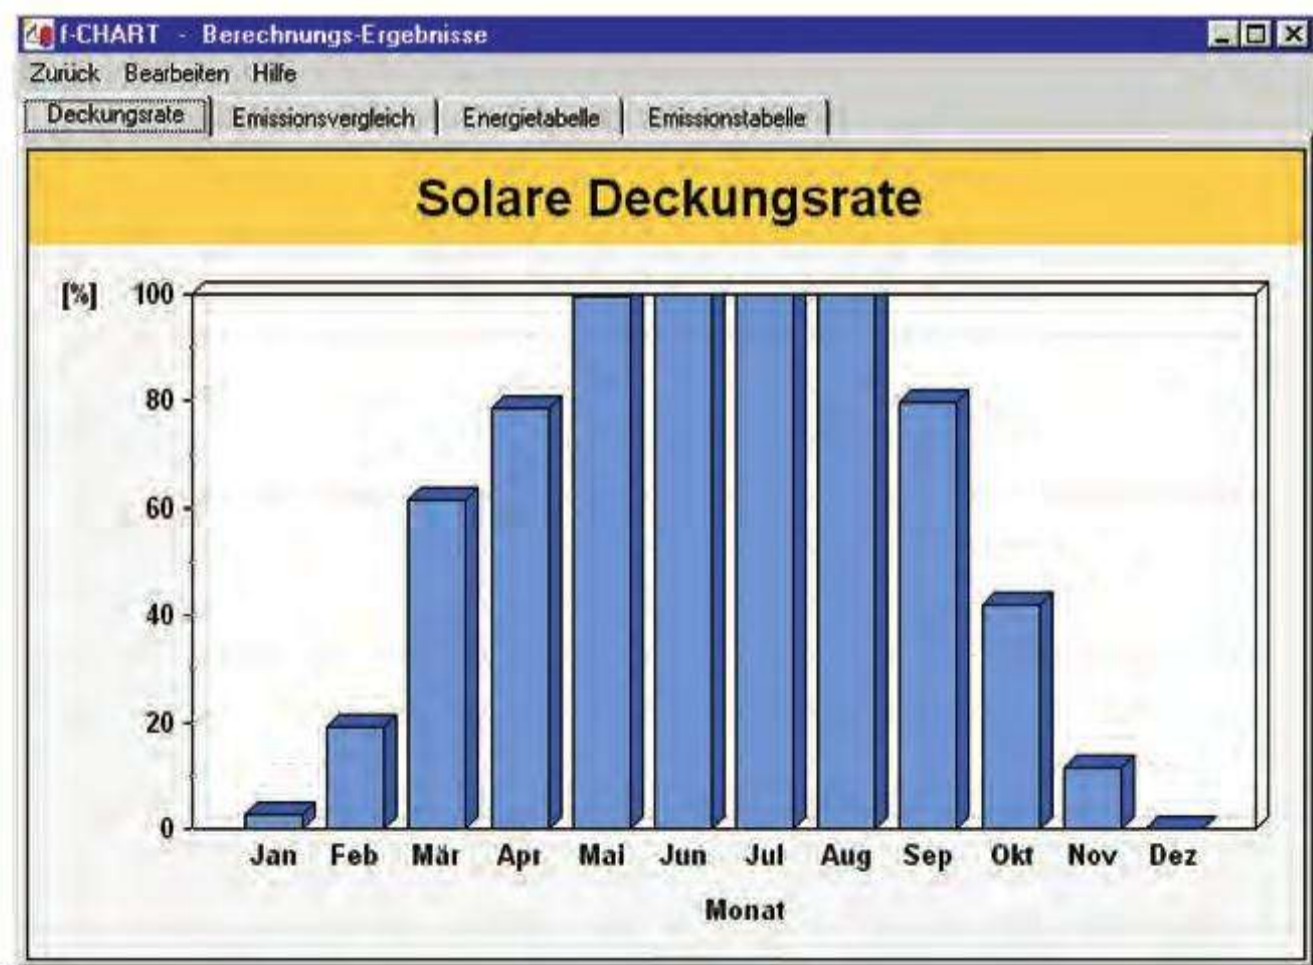 f-CHART - Berechnungs-Ergebnisse
Zurück Bearbeiten Hilfe
Deckungsrate Emissionsvergleich Energietabelle Emissionstabelle
Solare Deckungsrate
[%]
100
80
60
40
20
0
Jan Feb Mär Apr Mai Jun Jul Aug Sep Okt Nov Dez
Monat